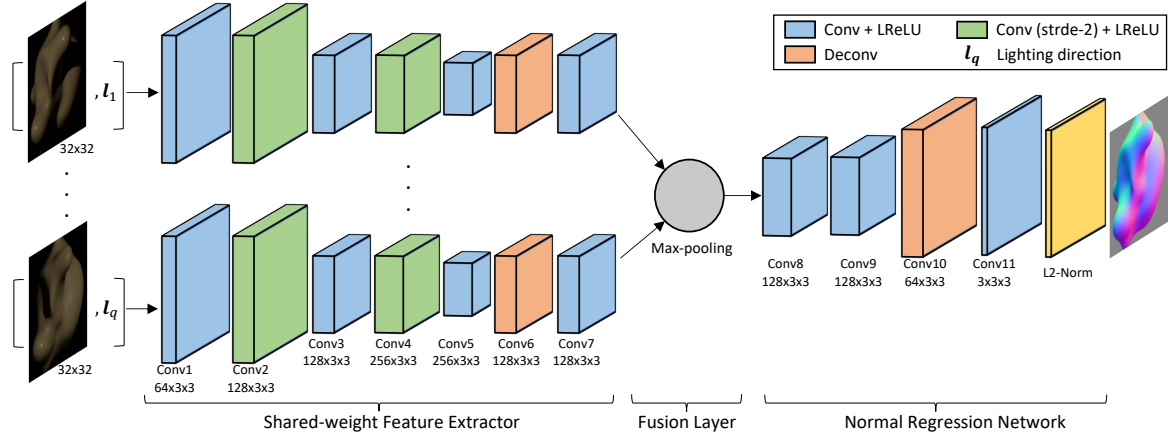 Conv + LReLU
Conv (strde-2) + LReLU
Deconv
l_q Lighting direction
, l_1
32x32
, l_q
32x32
Conv1
64x3x3
Conv2
128x3x3
Conv3
128x3x3
Conv4
256x3x3
Conv5
256x3x3
Conv6
128x3x3
Conv7
128x3x3
Max-pooling
Conv8
128x3x3
Conv9
128x3x3
Conv10
64x3x3
Conv11
3x3x3
L2-Norm
Shared-weight Feature Extractor
Fusion Layer
Normal Regression Network